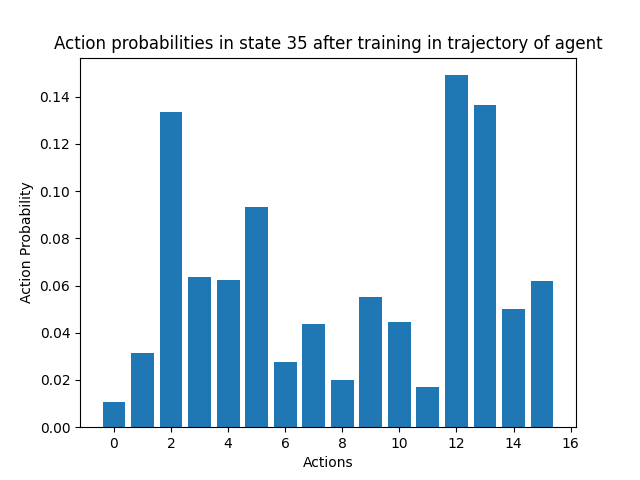 Action probabilities in state 35 after training in trajectory of agent
Action Probability
0.14
0.12
0.10
0.08
0.06
0.04
0.02
0.00
0 2 4 6 8 10 12 14 16
Actions